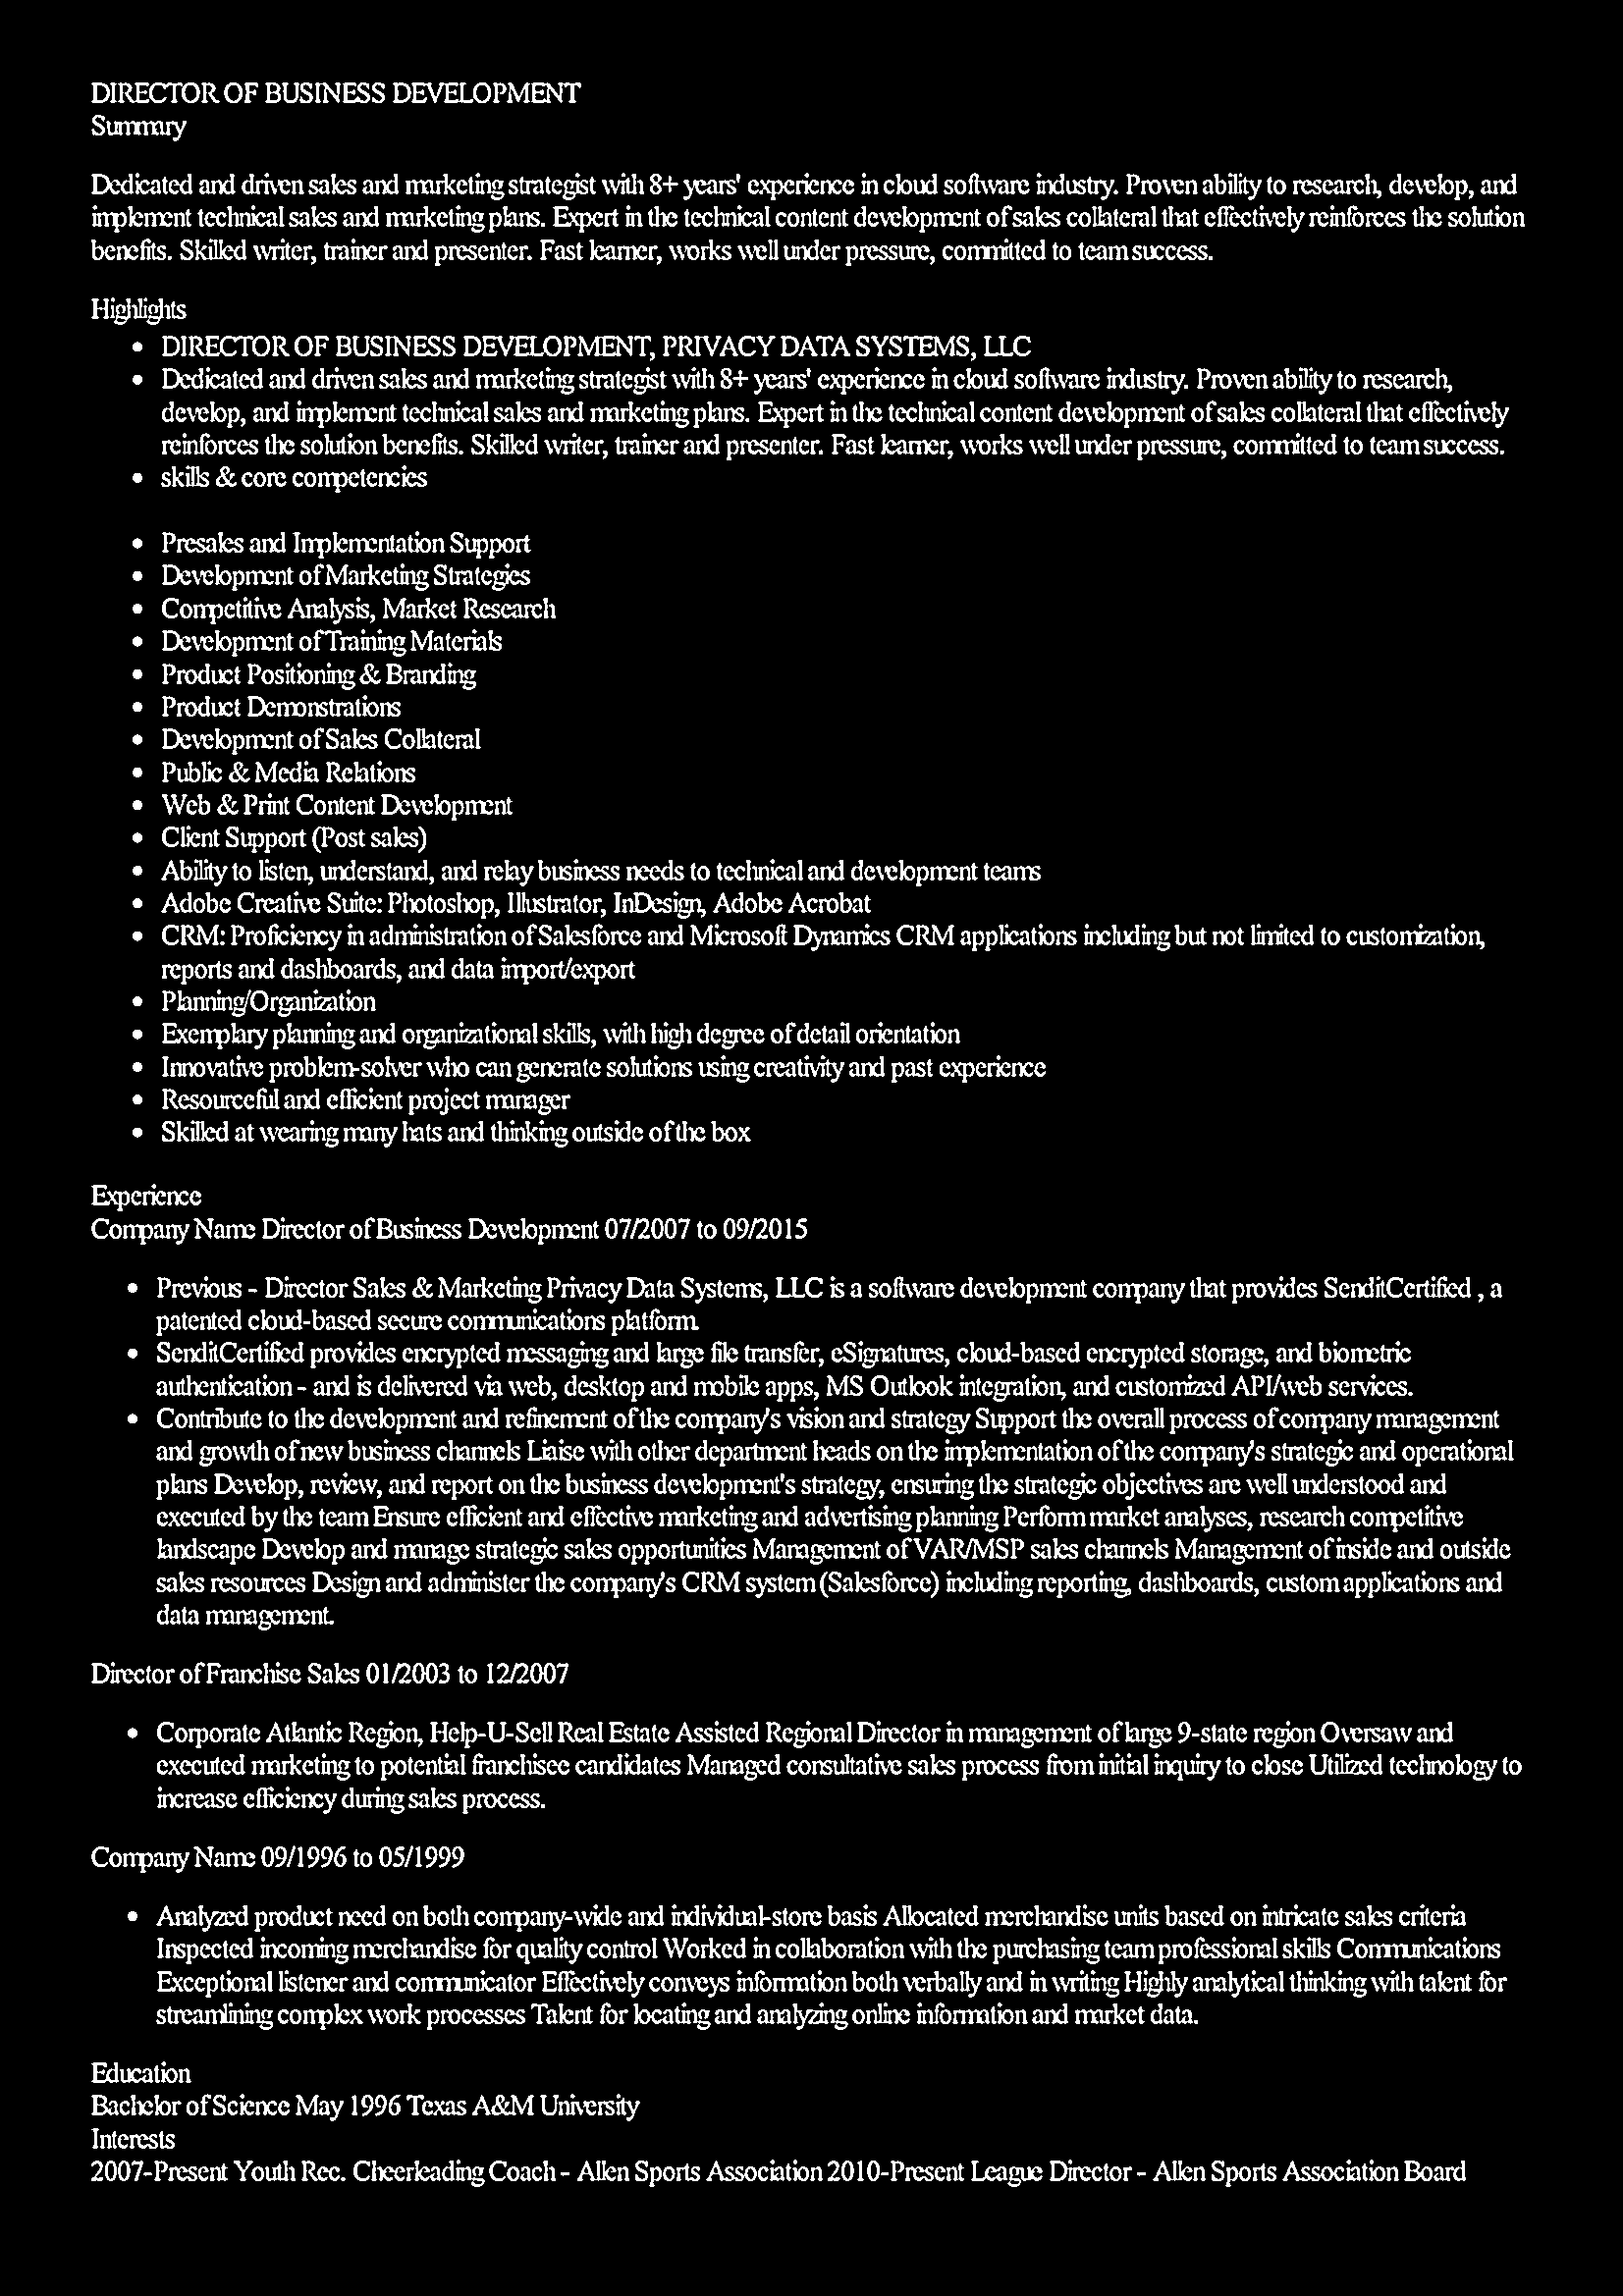 DIRECTOR OF BUSINESS DEVELOPMENT
Summary
Dedicated and driven sales and marketing strategist with 8+ years' experience in cloud software industry. Proven ability to research, develop, and
implement technical sales and marketing plans. Expert in the technical content development of sales collateral that effectively reinforces the solution
benefits. Skilled writer, trainer and presenter. Fast learner, works well under pressure, committed to team success.
Highlights
• DIRECTOR OF BUSINESS DEVELOPMENT, PRIVACY DATA SYSTEMS, LLC
• Dedicated and driven sales and marketing strategist with 8+ years' experience in cloud software industry. Proven ability to research,
develop, and implement technical sales and marketing plans. Expert in the technical content development of sales collateral that effectively
reinforces the solution benefits. Skilled writer, trainer and presenter. Fast learner, works well under pressure, committed to team success.
• skills & core competencies
• Presales and Implementation Support
• Development of Marketing Strategies
• Competitive Analysis, Market Research
• Development of Training Materials
• Product Positioning & Branding
• Product Demonstrations
• Development of Sales Collateral
• Public & Media Relations
• Web & Print Content Development
• Client Support (Post sales)
• Ability to listen, understand, and relay business needs to technical and development teams
• Adobe Creative Suite: Photoshop, Illustrator, InDesign, Adobe Acrobat
• CRM: Proficiency in administration of Salesforce and Microsoft Dynamics CRM applications including but not limited to customization,
reports and dashboards, and data import/export
• Planning/Organization
• Exemplary planning and organizational skills, with high degree of detail orientation
• Innovative problem-solver who can generate solutions using creativity and past experience
• Resourceful and efficient project manager
• Skilled at wearing many hats and thinking outside of the box
Experience
Company Name Director of Business Development 07/2007 to 09/2015
• Previous - Director Sales & Marketing Privacy Data Systems, LLC is a software development company that provides SenditCertified , a
patented cloud-based secure communications platform.
• SenditCertified provides encrypted messaging and large file transfer, eSignatures, cloud-based encrypted storage, and biometric
authentication - and is delivered via web, desktop and mobile apps, MS Outlook integration, and customized API/web services.
• Contribute to the development and refinement of the company's vision and strategy Support the overall process of company management
and growth of new business channels Liaise with other department heads on the implementation of the company's strategic and operational
plans Develop, review, and report on the business development's strategy, ensuring the strategic objectives are well understood and
executed by the team Ensure efficient and effective marketing and advertising planning Perform market analyses, research competitive
landscape Develop and manage strategic sales opportunities Management of VAR/MSP sales channels Management of inside and outside
sales resources Design and administer the company's CRM system (Salesforce) including reporting, dashboards, custom applications and
data management.
Director of Franchise Sales 01/2003 to 12/2007
• Corporate Atlantic Region, Help-U-Sell Real Estate Assisted Regional Director in management of large 9-state region Oversaw and
executed marketing to potential franchisee candidates Managed consultative sales process from initial inquiry to close Utilized technology to
increase efficiency during sales process.
Company Name 09/1996 to 05/1999
• Analyzed product need on both company-wide and individual-store basis Allocated merchandise units based on intricate sales criteria
Inspected incoming merchandise for quality control Worked in collaboration with the purchasing team professional skills Communications
Exceptional listener and communicator Effectively conveys information both verbally and in writing Highly analytical thinking with talent for
streamlining complex work processes Talent for locating and analyzing online information and market data.
Education
Bachelor of Science May 1996 Texas A&M University
Interests
2007-Present Youth Rec. Cheerleading Coach - Allen Sports Association 2010-Present League Director - Allen Sports Association Board